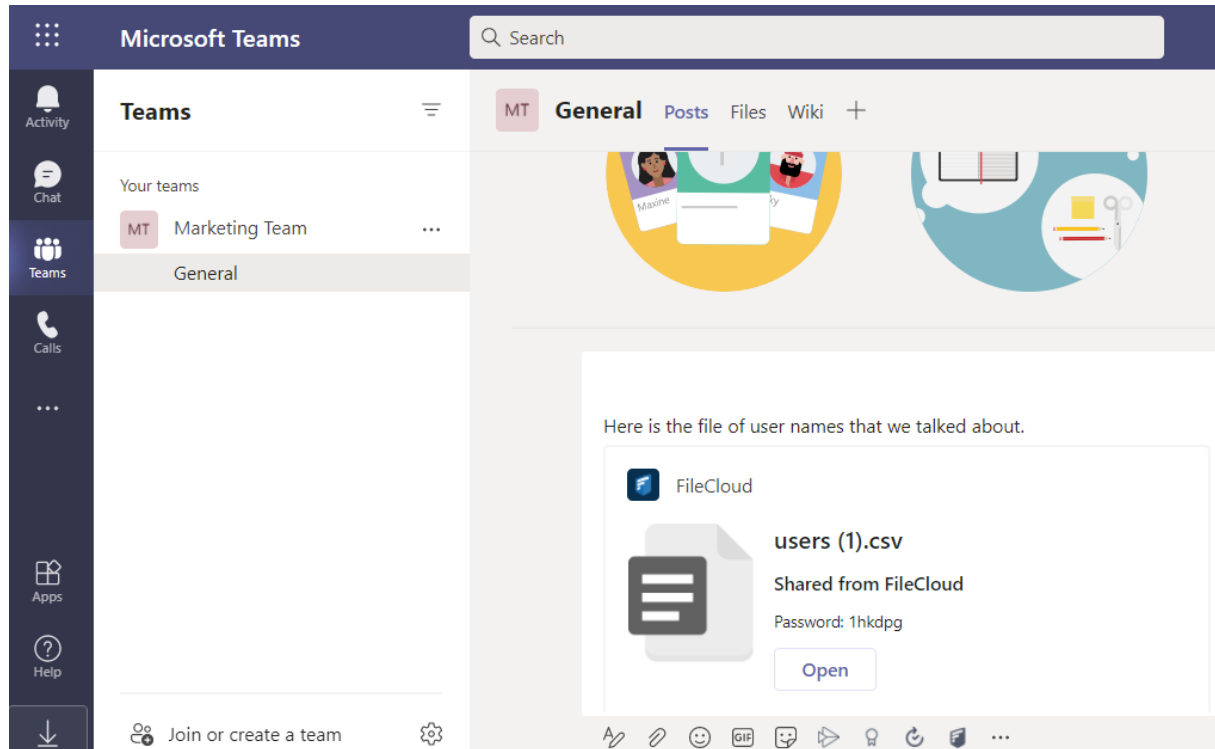 Microsoft Teams
Search
Activity
Chat
Teams
Calls
Apps
Help
Teams
Your teams
MT Marketing Team
General
Join or create a team
MT General Posts Files Wiki
Maxine
Here is the file of user names that we talked about.
FileCloud
users (1).csv
Shared from FileCloud
Password: 1hkdpg
Open
GIF